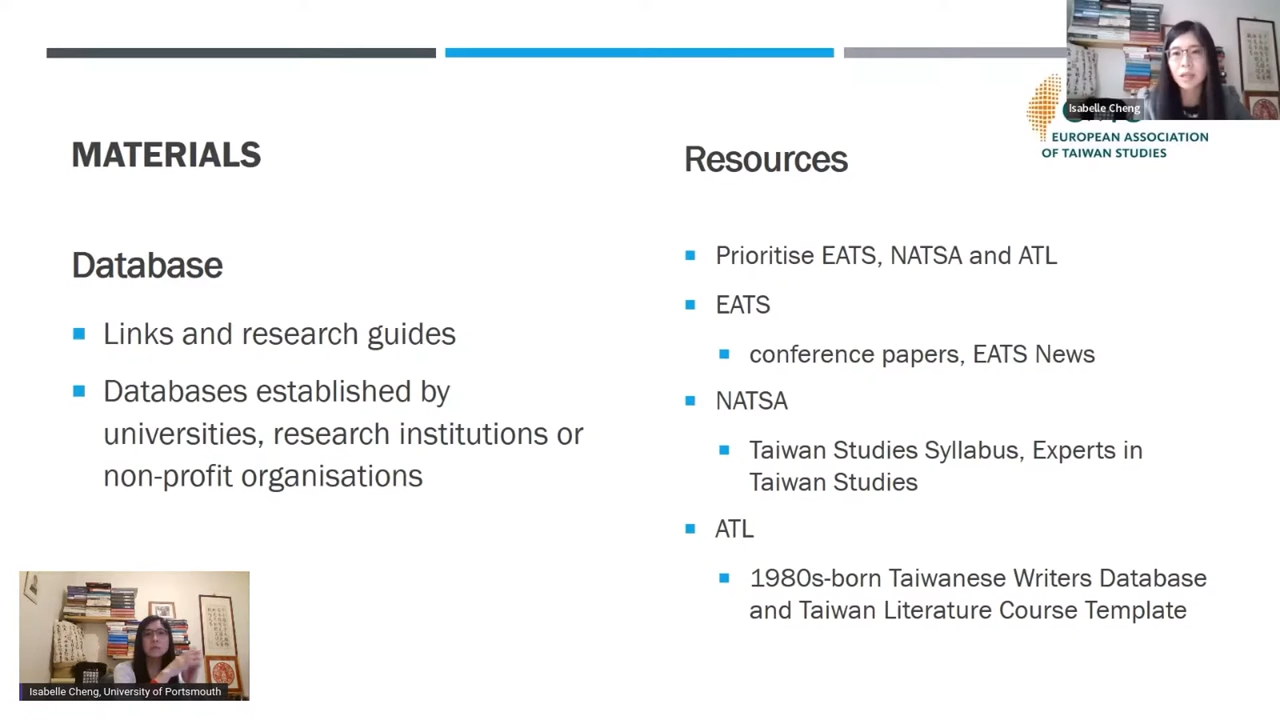 Isabelle Cheng
EUROPEAN ASSOCIATION
OF TAIWAN STUDIES
MATERIALS
Database
Links and research guides
Databases established by
universities, research institutions or
non-profit organisations
Resources
Prioritise EATS, NATSA and ATL
EATS
conference papers, EATS News
NATSA
Taiwan Studies Syllabus, Experts in
Taiwan Studies
ATL
1980s-born Taiwanese Writers Database
and Taiwan Literature Course Template
Isabelle Cheng, University of Portsmouth